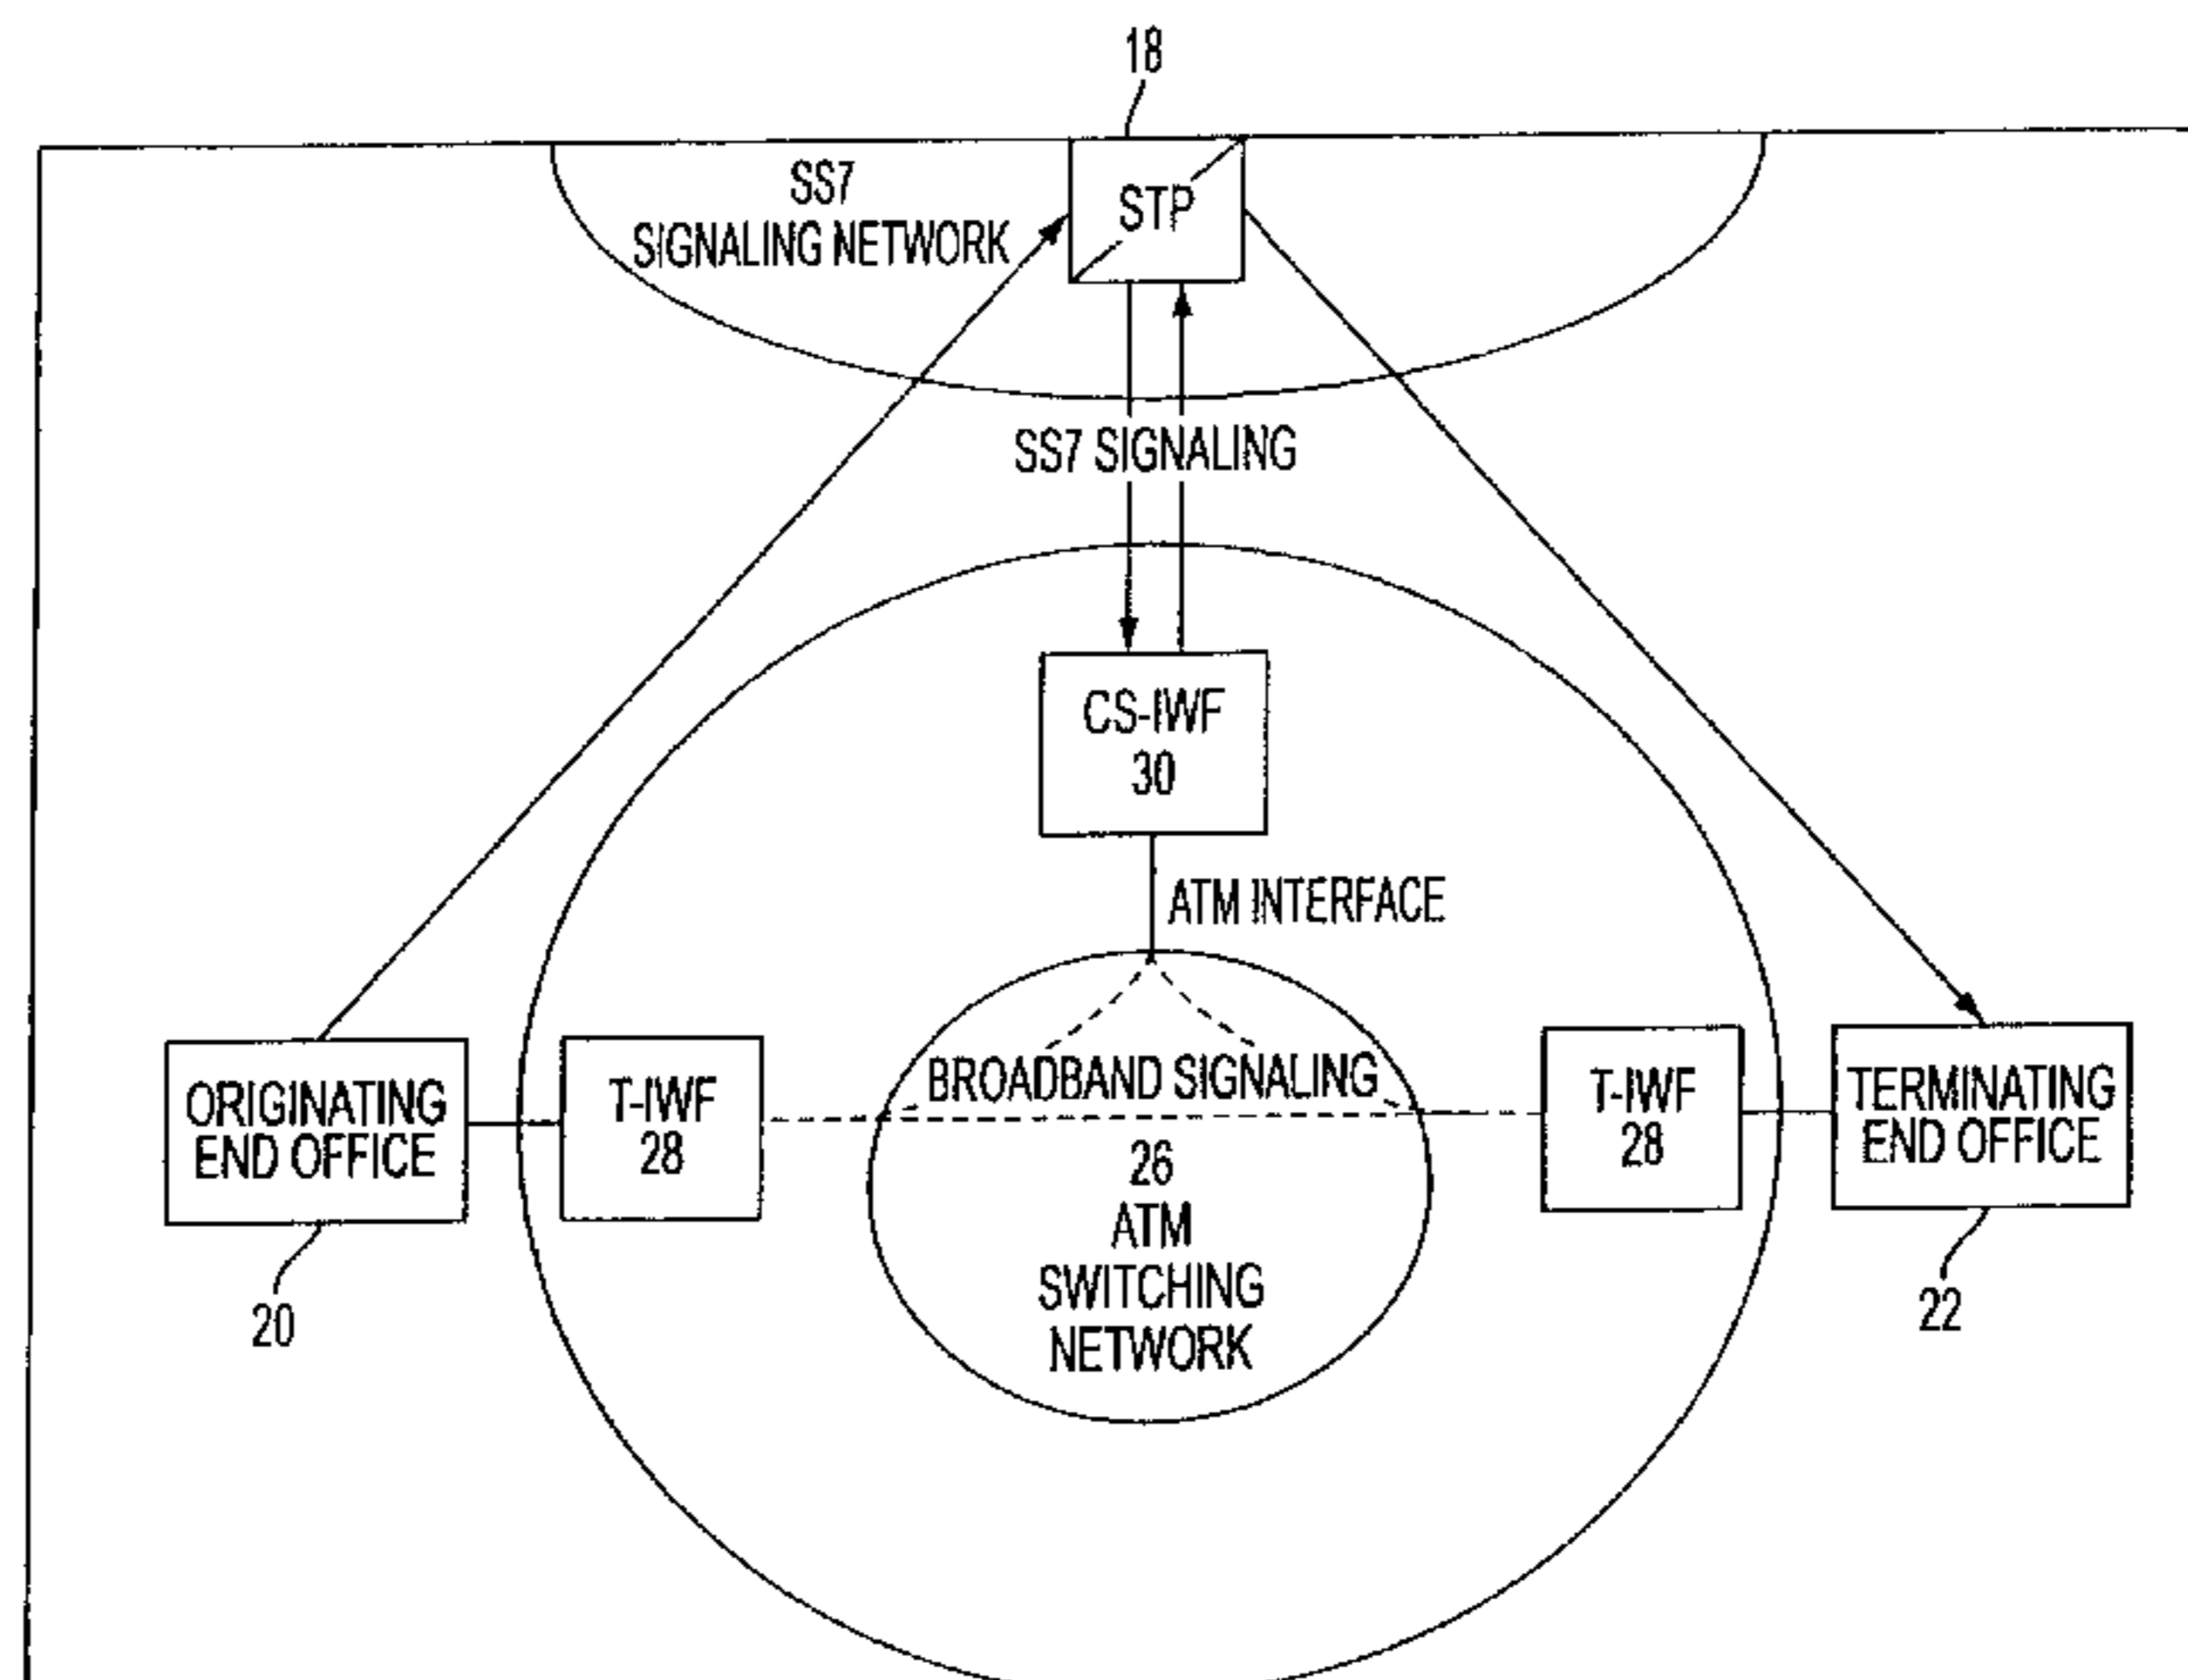 18
SS7
SIGNALING NETWORK
STP
SS7 SIGNALING
CS-IWF
30
ATM INTERFACE
ORIGINATING
END OFFICE
T-IWF
28
BROADBAND SIGNALING
26
ATM
SWITCHING
NETWORK
T-IWF
28
TERMINATING
END OFFICE
20
22